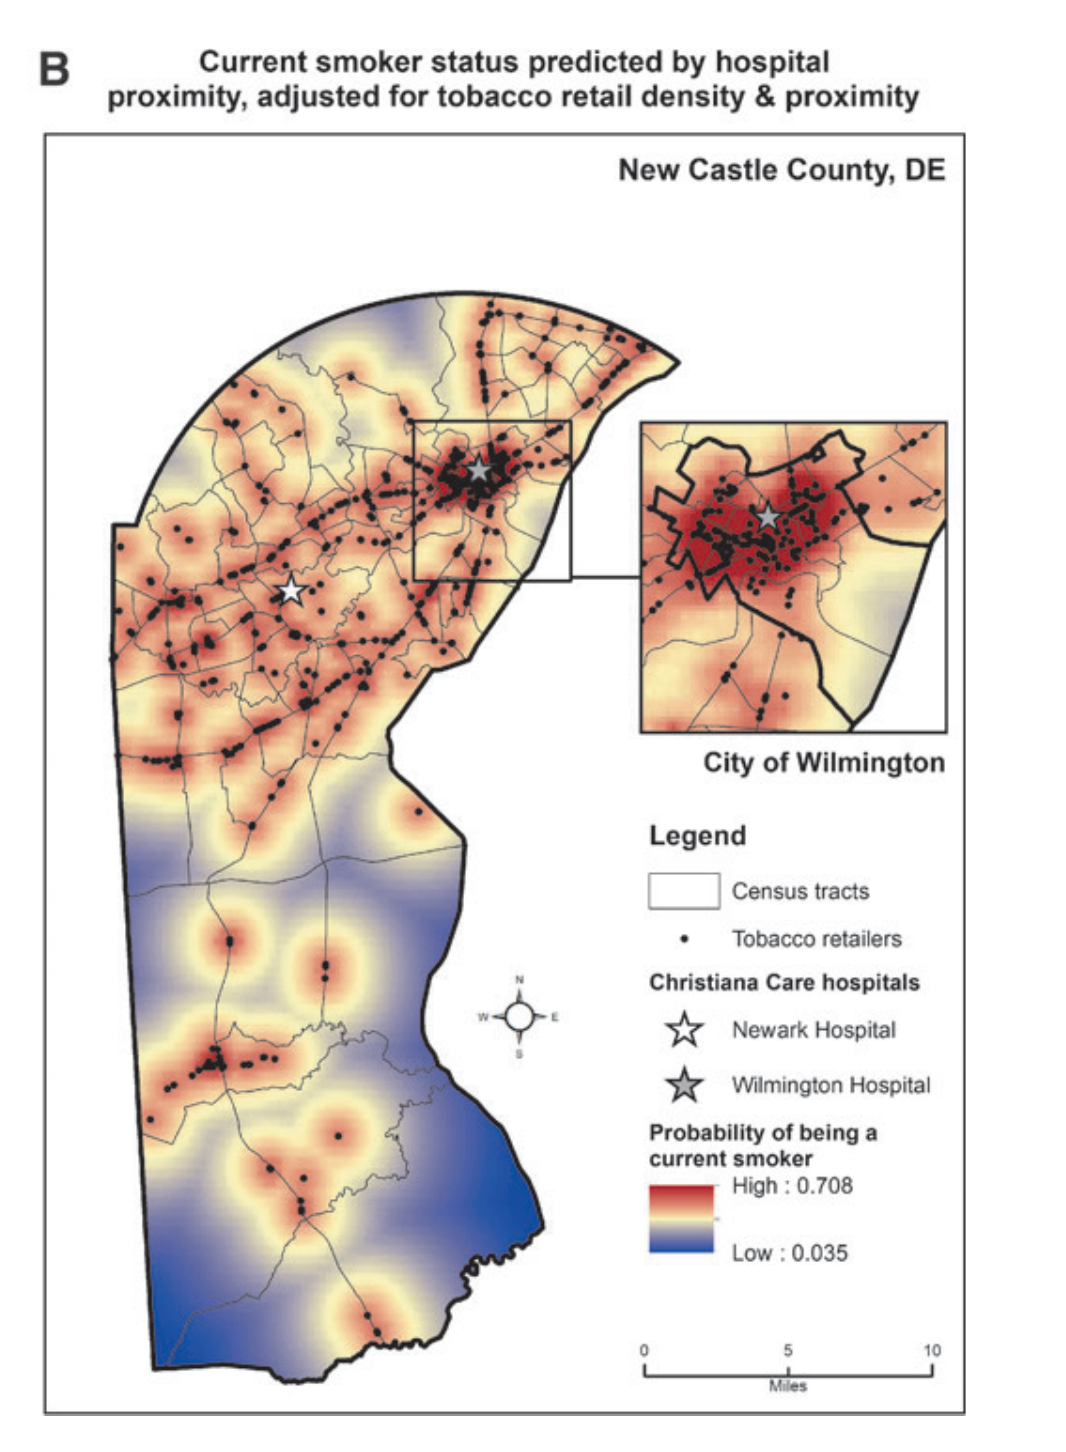 B
Current smoker status predicted by hospital
proximity, adjusted for tobacco retail density & proximity
New Castle County, DE
City of Wilmington
Legend
Census tracts
Tobacco retailers
Christiana Care hospitals
Newark Hospital
Wilmington Hospital
Probability of being a
current smoker
High : 0.708
Low : 0.035
N
W E
S
0 5 10
Miles